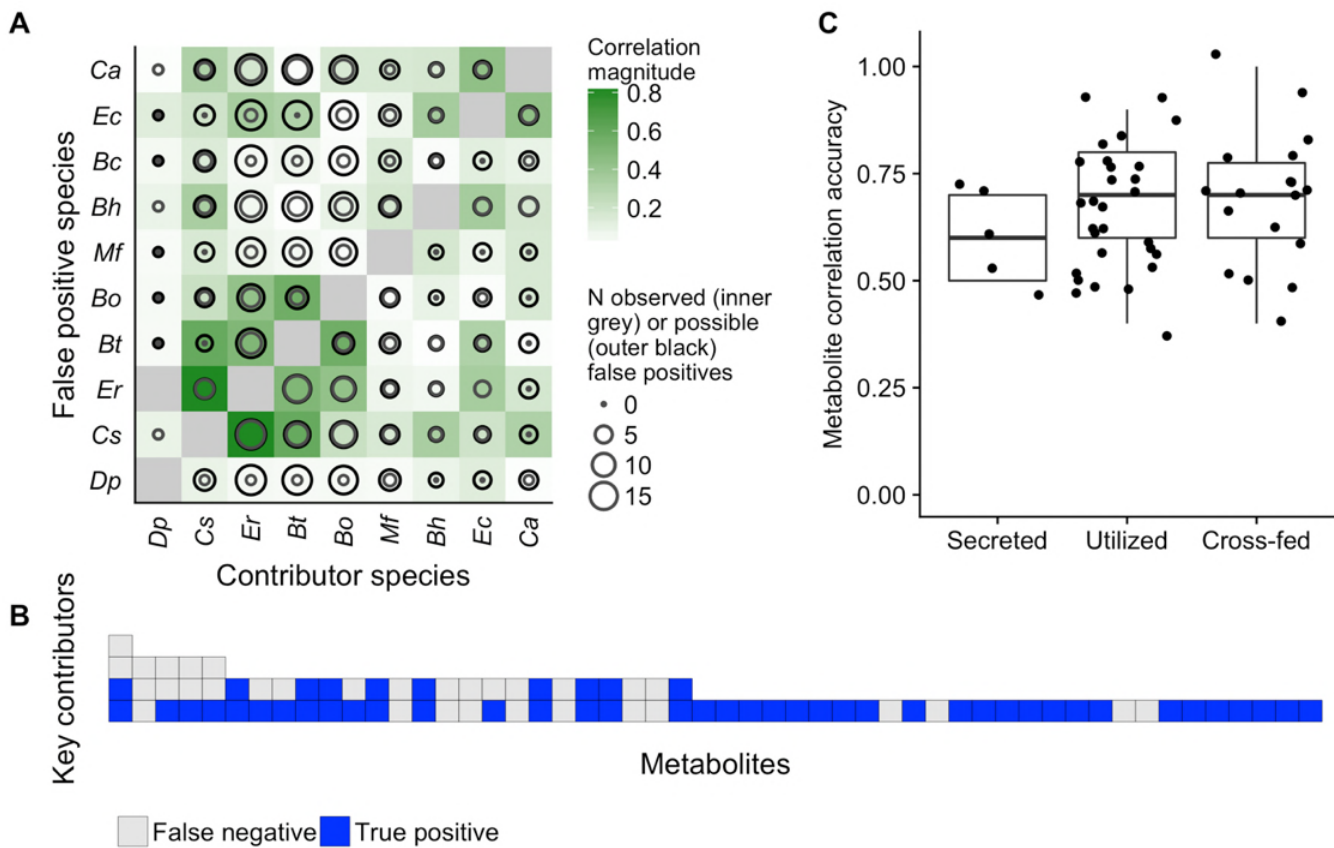 A
False positive species
Ca
Ec
Bc
Bh
Mf
Bo
Bt
Er
Cs
Dp
Dp
Cs
Er
Bt
Bo
Mf
Bh
Ec
Ca
Contributor species
Correlation
magnitude
0.8
0.6
0.4
0.2
N observed (inner
grey) or possible
(outer black)
false positives
0
5
10
15
C
Metabolite correlation accuracy
1.00
0.75
0.50
0.25
0.00
Secreted
Utilized
Cross-fed
B
Key contributors
Metabolites
False negative
True positive